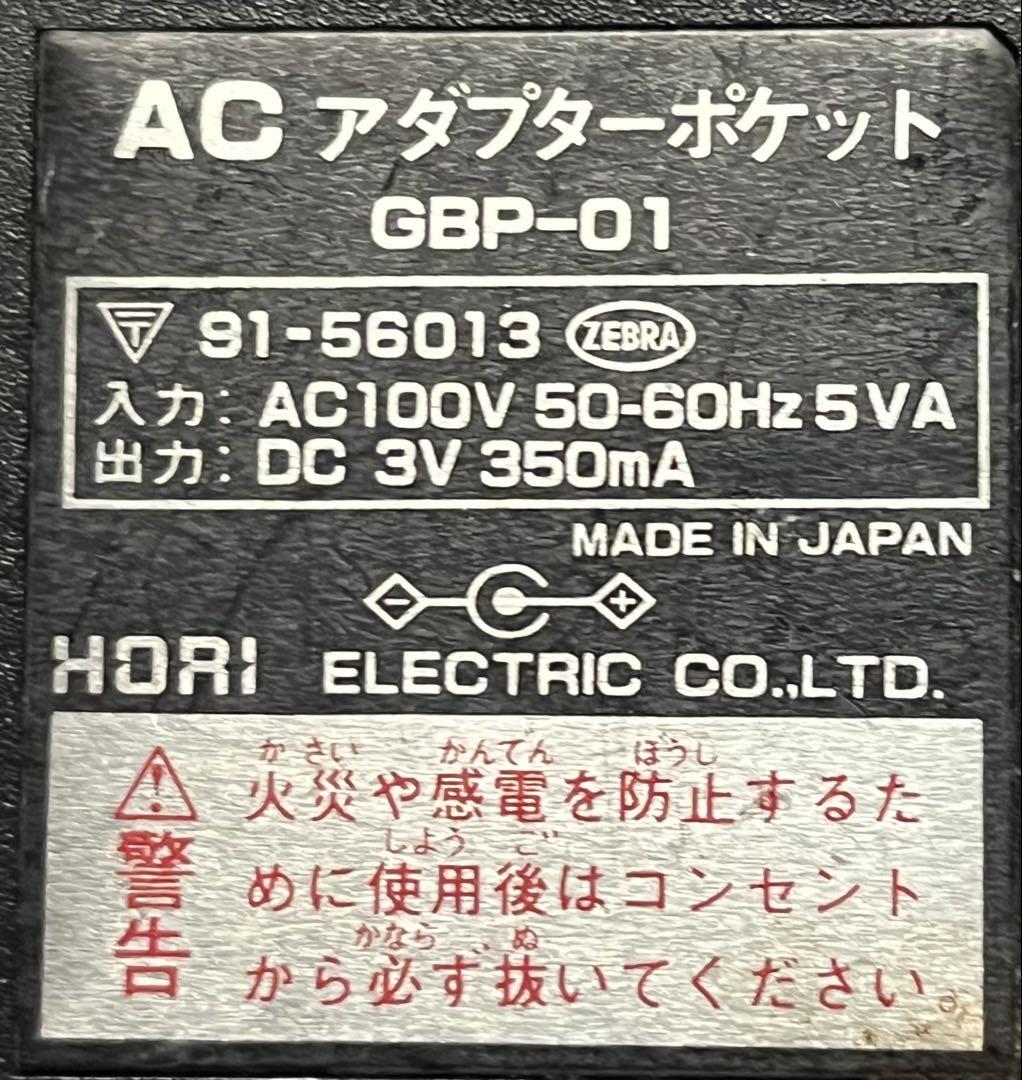 AC アダプターポケット
GBP-01
〒 91-56013 ZEBRA
入力: AC100V 50-60Hz 5VA
出力: DC 3V 350mA
MADE IN JAPAN
- +
HORI ELECTRIC CO.,LTD.
警告
かさい かんでん ぼうし
火災や感電を防止するた
しよう ご
めに使用後はコンセント
かなら ぬ
から必ず抜いてください。